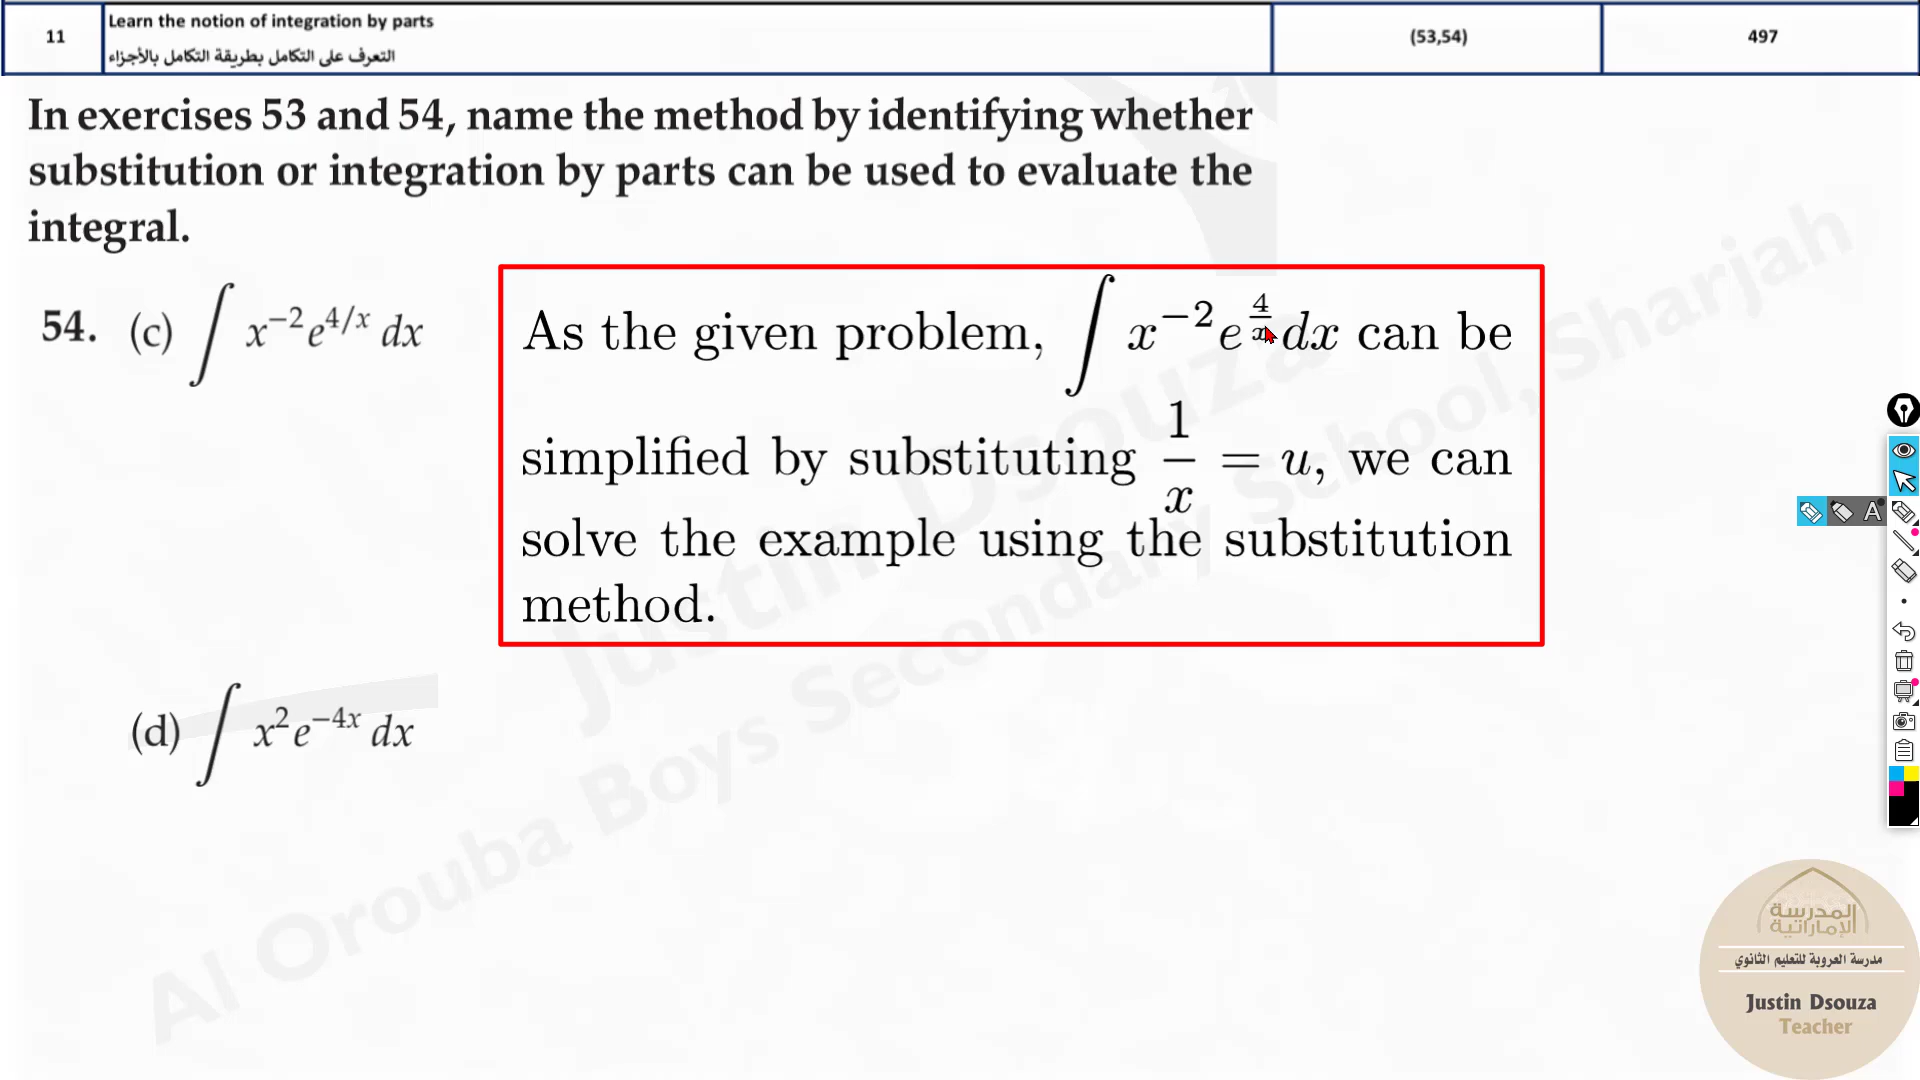 11
Learn the notion of integration by parts
التعرف على التكامل بطريقة التكامل بالأجزاء
(53,54)
497
In exercises 53 and 54, name the method by identifying whether
substitution or integration by parts can be used to evaluate the
integral.
54. (c) ∫ x⁻²e^{4/x} dx
As the given problem, ∫ x⁻² e^{4/x} dx can be
simplified by substituting 1/x = u, we can
solve the example using the substitution
method.
(d) ∫ x²e^{-4x} dx
Justin Dsouza
Al Orouba Boys Secondary School, Sharjah
A
المدرسة
الإماراتية
مدرسة العروبة للتعليم الثانوي
Justin Dsouza
Teacher